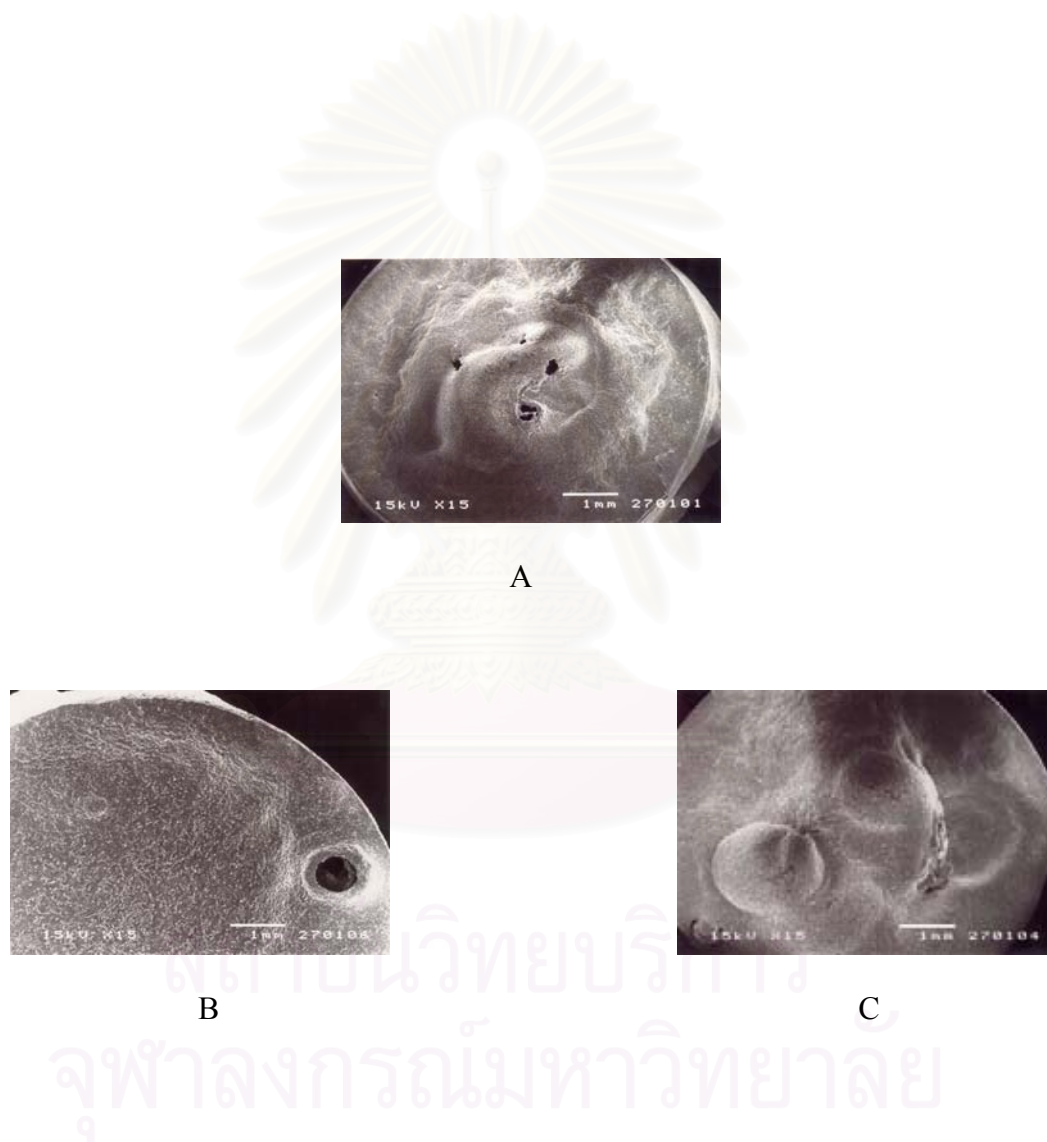 15kV X15 1mm 270101
A
15kV X15 1mm 270106
15kV X15 1mm 270104
B
C
สถาบันวิทยบริการ
จุฬาลงกรณ์มหาวิทยาลัย